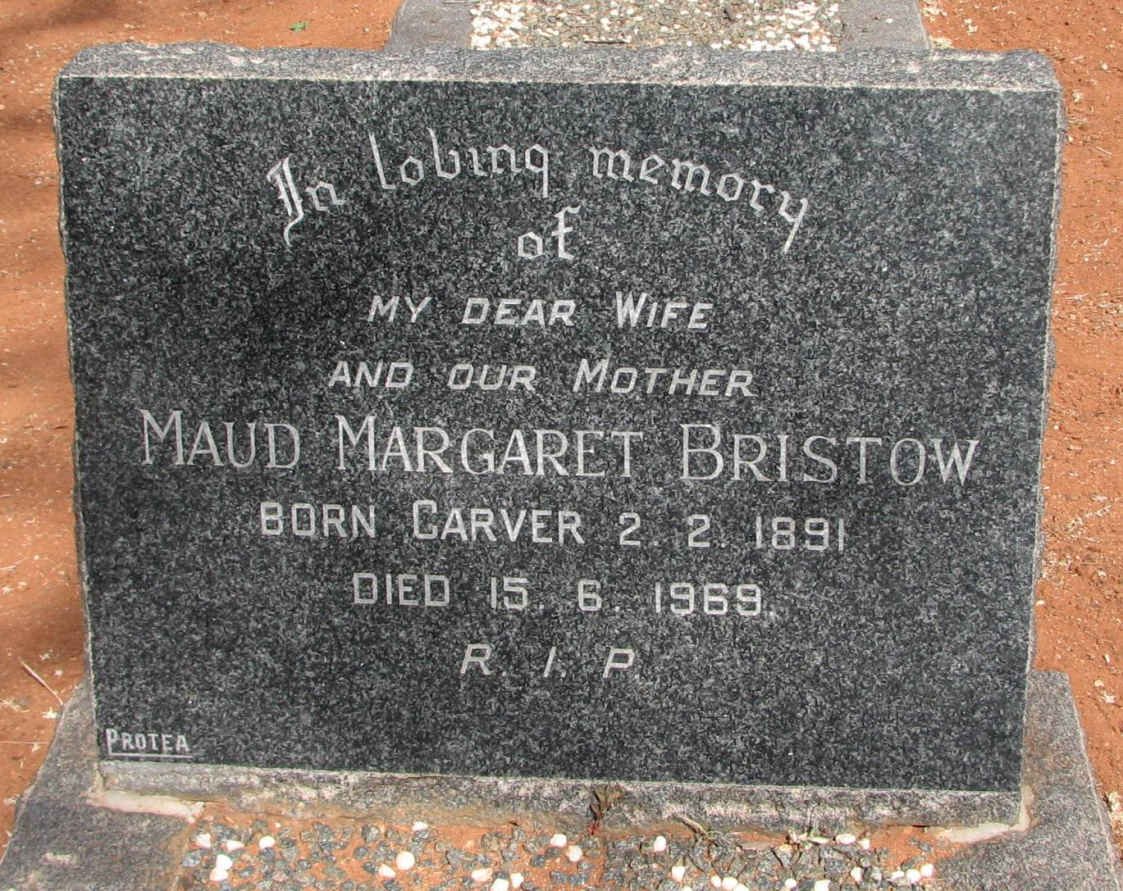 In loving memory
of
MY DEAR WIFE
AND OUR MOTHER
MAUD MARGARET BRISTOW
BORN CARVER 2. 2. 1891
DIED 15. 6. 1969.
R. I. P.
PROTEA